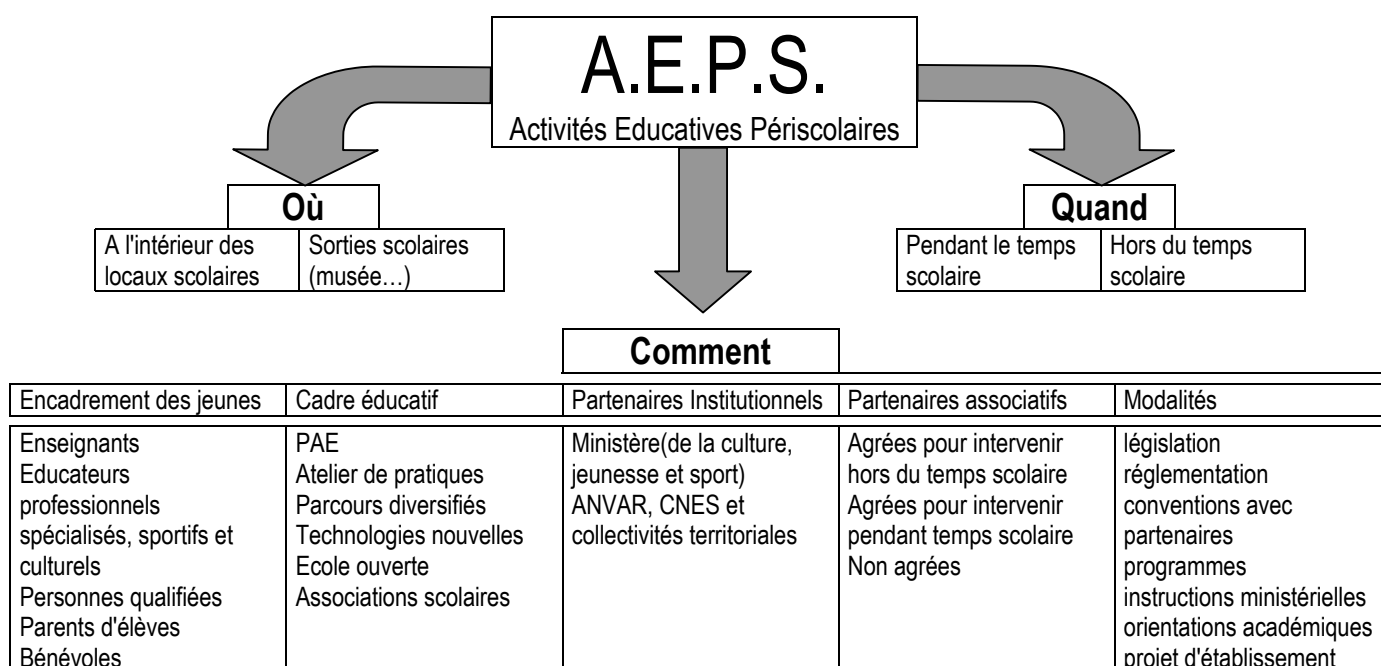 A.E.P.S.
Activités Educatives Périscolaires
Où
A l'intérieur des
locaux scolaires
Sorties scolaires
(musée…)
Quand
Pendant le temps
scolaire
Hors du temps
scolaire
Comment
Encadrement des jeunes
Enseignants
Educateurs
professionnels
spécialisés, sportifs et
culturels
Personnes qualifiées
Parents d'élèves
Bénévoles
Cadre éducatif
PAE
Atelier de pratiques
Parcours diversifiés
Technologies nouvelles
Ecole ouverte
Associations scolaires
Partenaires Institutionnels
Ministère(de la culture,
jeunesse et sport)
ANVAR, CNES et
collectivités territoriales
Partenaires associatifs
Agrées pour intervenir
hors du temps scolaire
Agrées pour intervenir
pendant temps scolaire
Non agrées
Modalités
législation
réglementation
conventions avec
partenaires
programmes
instructions ministérielles
orientations académiques
projet d'établissement